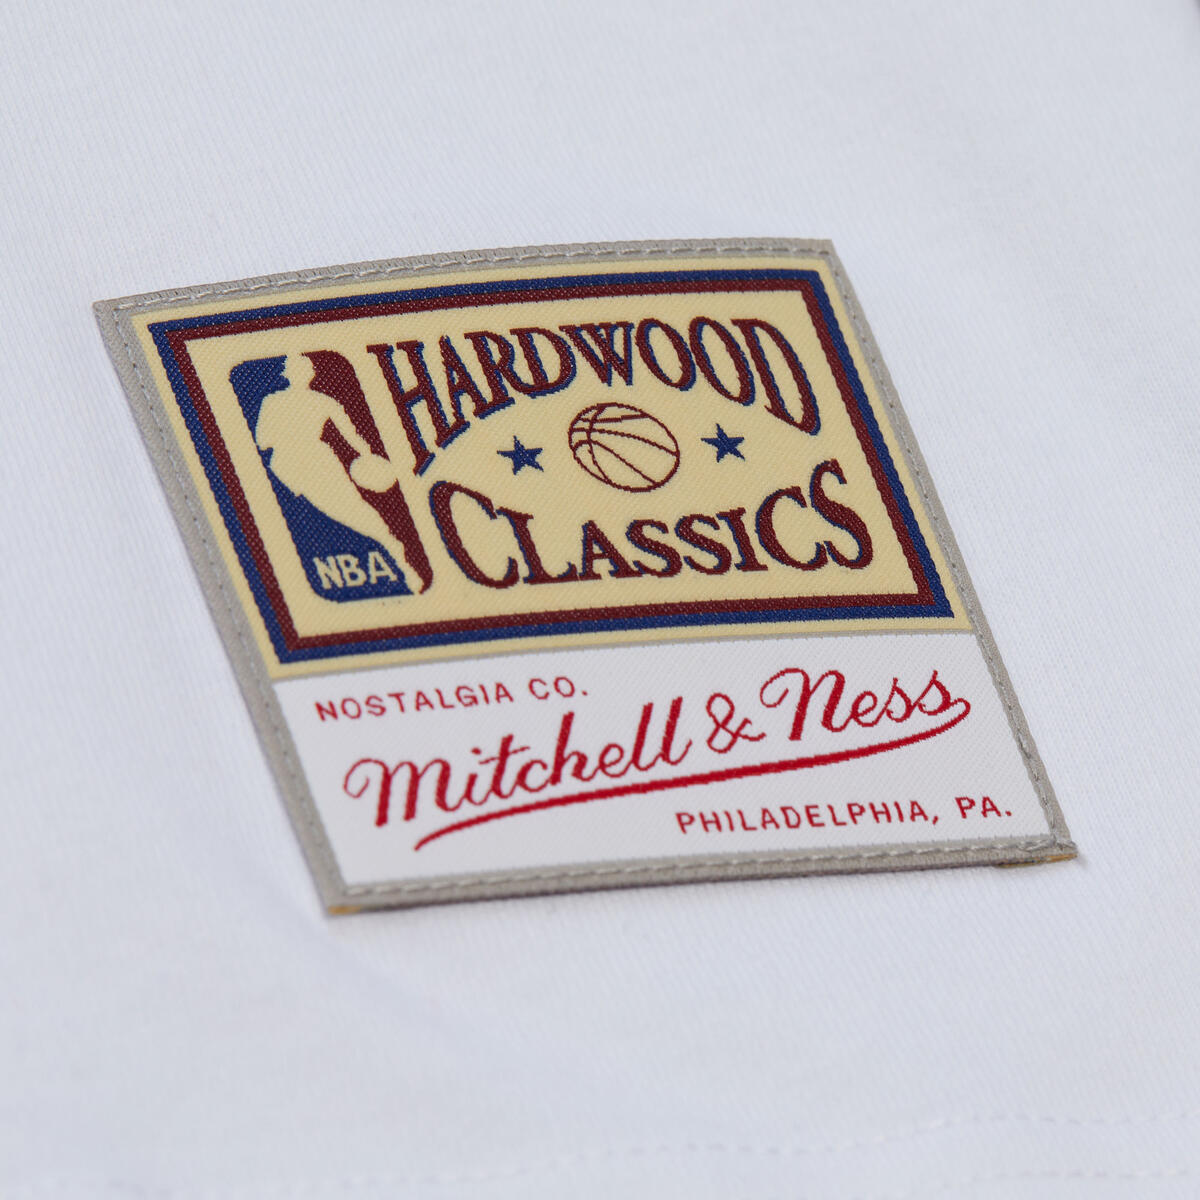 HARDWOOD
CLASSICS
NBA
NOSTALGIA CO.
Mitchell & Ness
PHILADELPHIA, PA.